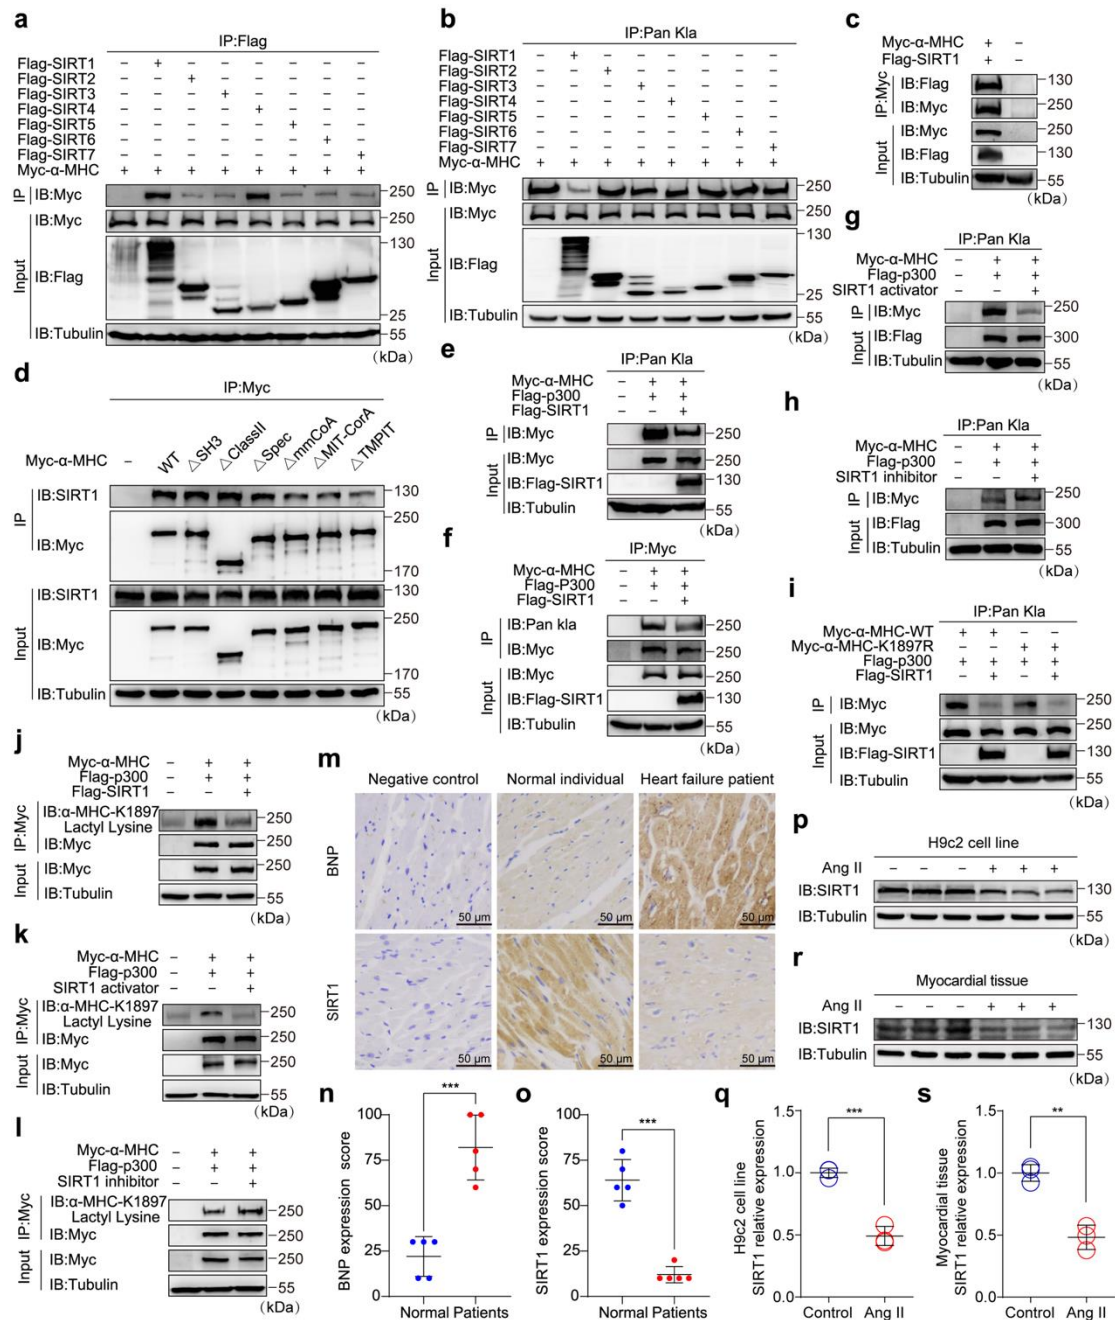 a
IP:Flag
Flag-SIRT1 – + – – – – – –
Flag-SIRT2 – – + – – – – –
Flag-SIRT3 – – – + – – – –
Flag-SIRT4 – – – – + – – –
Flag-SIRT5 – – – – – + – –
Flag-SIRT6 – – – – – – + –
Flag-SIRT7 – – – – – – – +
Myc-α-MHC + + + + + + + +
IP IB:Myc 250
Input IB:Myc 250
IB:Flag 130
25
IB:Tubulin 55
(kDa)
b
IP:Pan Kla
Flag-SIRT1 – + – – – – – –
Flag-SIRT2 – – + – – – – –
Flag-SIRT3 – – – + – – – –
Flag-SIRT4 – – – – + – – –
Flag-SIRT5 – – – – – + – –
Flag-SIRT6 – – – – – – + –
Flag-SIRT7 – – – – – – – +
Myc-α-MHC + + + + + + + +
IP IB:Myc 250
Input IB:Myc 250
IB:Flag 130
25
IB:Tubulin 55
(kDa)
c
Myc-α-MHC + –
Flag-SIRT1 + –
IP:Myc IB:Flag 130
IB:Myc 250
Input IB:Myc 250
IB:Flag 130
IB:Tubulin 55
(kDa)
d
IP:Myc
Myc-α-MHC – WT △SH3 △ClassII △Spec △mmCoA △MIT-CorA △TMPIT
IP IB:SIRT1 130
IB:Myc 250
170
Input IB:SIRT1 130
IB:Myc 250
170
IB:Tubulin 55
(kDa)
e
IP:Pan Kla
Myc-α-MHC – + +
Flag-p300 – + +
Flag-SIRT1 – – +
IP IB:Myc 250
Input IB:Myc 250
IB:Flag-SIRT1 130
IB:Tubulin 55
(kDa)
f
IP:Myc
Myc-α-MHC – + +
Flag-P300 – + +
Flag-SIRT1 – – +
IP IB:Pan kla 250
IB:Myc 250
Input IB:Myc 250
IB:Flag-SIRT1 130
IB:Tubulin 55
(kDa)
g
IP:Pan Kla
Myc-α-MHC – + +
Flag-p300 – + +
SIRT1 activator – – +
IP IB:Myc 250
Input IB:Flag 300
IB:Tubulin 55
(kDa)
h
IP:Pan Kla
Myc-α-MHC – + +
Flag-p300 – + +
SIRT1 inhibitor – – +
IP IB:Myc 250
Input IB:Flag 300
IB:Tubulin 55
(kDa)
i
IP:Pan Kla
Myc-α-MHC-WT + + – –
Myc-α-MHC-K1897R – – + +
Flag-p300 + + + +
Flag-SIRT1 – + – +
IP IB:Myc 250
Input IB:Myc 250
IB:Flag-SIRT1 130
IB:Tubulin 55
(kDa)
j
Myc-α-MHC – + +
Flag-p300 – + +
Flag-SIRT1 – – +
IP:Myc IB:α-MHC-K1897
Lactyl Lysine 250
IB:Myc 250
Input IB:Myc 250
IB:Tubulin 55
(kDa)
k
Myc-α-MHC – + +
Flag-p300 – + +
SIRT1 activator – – +
IP:Myc IB:α-MHC-K1897
Lactyl Lysine 250
IB:Myc 250
Input IB:Myc 250
IB:Tubulin 55
(kDa)
l
Myc-α-MHC – + +
Flag-p300 – + +
SIRT1 inhibitor – – +
IP:Myc IB:α-MHC-K1897
Lactyl Lysine 250
IB:Myc 250
Input IB:Myc 250
IB:Tubulin 55
(kDa)
m
Negative control Normal individual Heart failure patient
BNP
50 μm 50 μm 50 μm
SIRT1
50 μm 50 μm 50 μm
n
BNP expression score
100
75
50
25
0
***
Normal Patients
o
SIRT1 expression score
100
75
50
25
0
***
Normal Patients
p
H9c2 cell line
Ang II – – – + + +
IB:SIRT1 130
IB:Tubulin 55
(kDa)
r
Myocardial tissue
Ang II – – – + + +
IB:SIRT1 130
IB:Tubulin 55
(kDa)
q
H9c2 cell line
SIRT1 relative expression
1.5
1.0
0.5
0.0
***
Control Ang II
s
Myocardial tissue
SIRT1 relative expression
1.5
1.0
0.5
0.0
**
Control Ang II